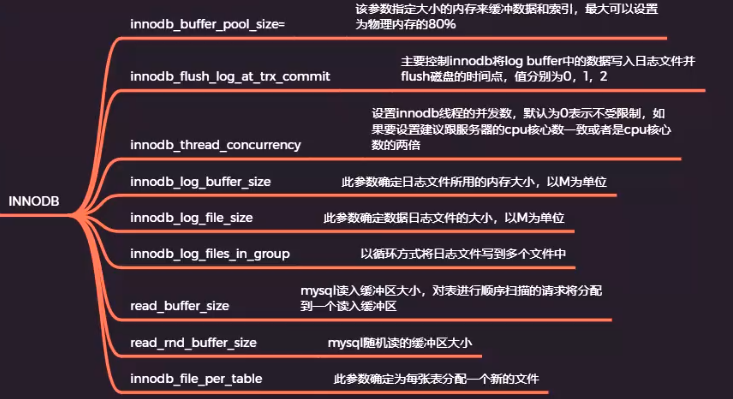 INNODB
innodb_buffer_pool_size=
该参数指定大小的内存来缓冲数据和索引，最大可以设置
为物理内存的80%
innodb_flush_log_at_trx_commit
主要控制innodb将log buffer中的数据写入日志文件并
flush磁盘的时间点，值分别为0，1，2
innodb_thread_concurrency
设置innodb线程的并发数，默认为0表示不受限制，如
果要设置建议跟服务器的cpu核心数一致或者是cpu核心
数的两倍
innodb_log_buffer_size
此参数确定日志文件所用的内存大小，以M为单位
innodb_log_file_size
此参数确定数据日志文件的大小，以M为单位
innodb_log_files_in_group
以循环方式将日志文件写到多个文件中
read_buffer_size
mysql读入缓冲区大小，对表进行顺序扫描的请求将分配
到一个读入缓冲区
read_rnd_buffer_size
mysql随机读的缓冲区大小
innodb_file_per_table
此参数确定为每张表分配一个新的文件